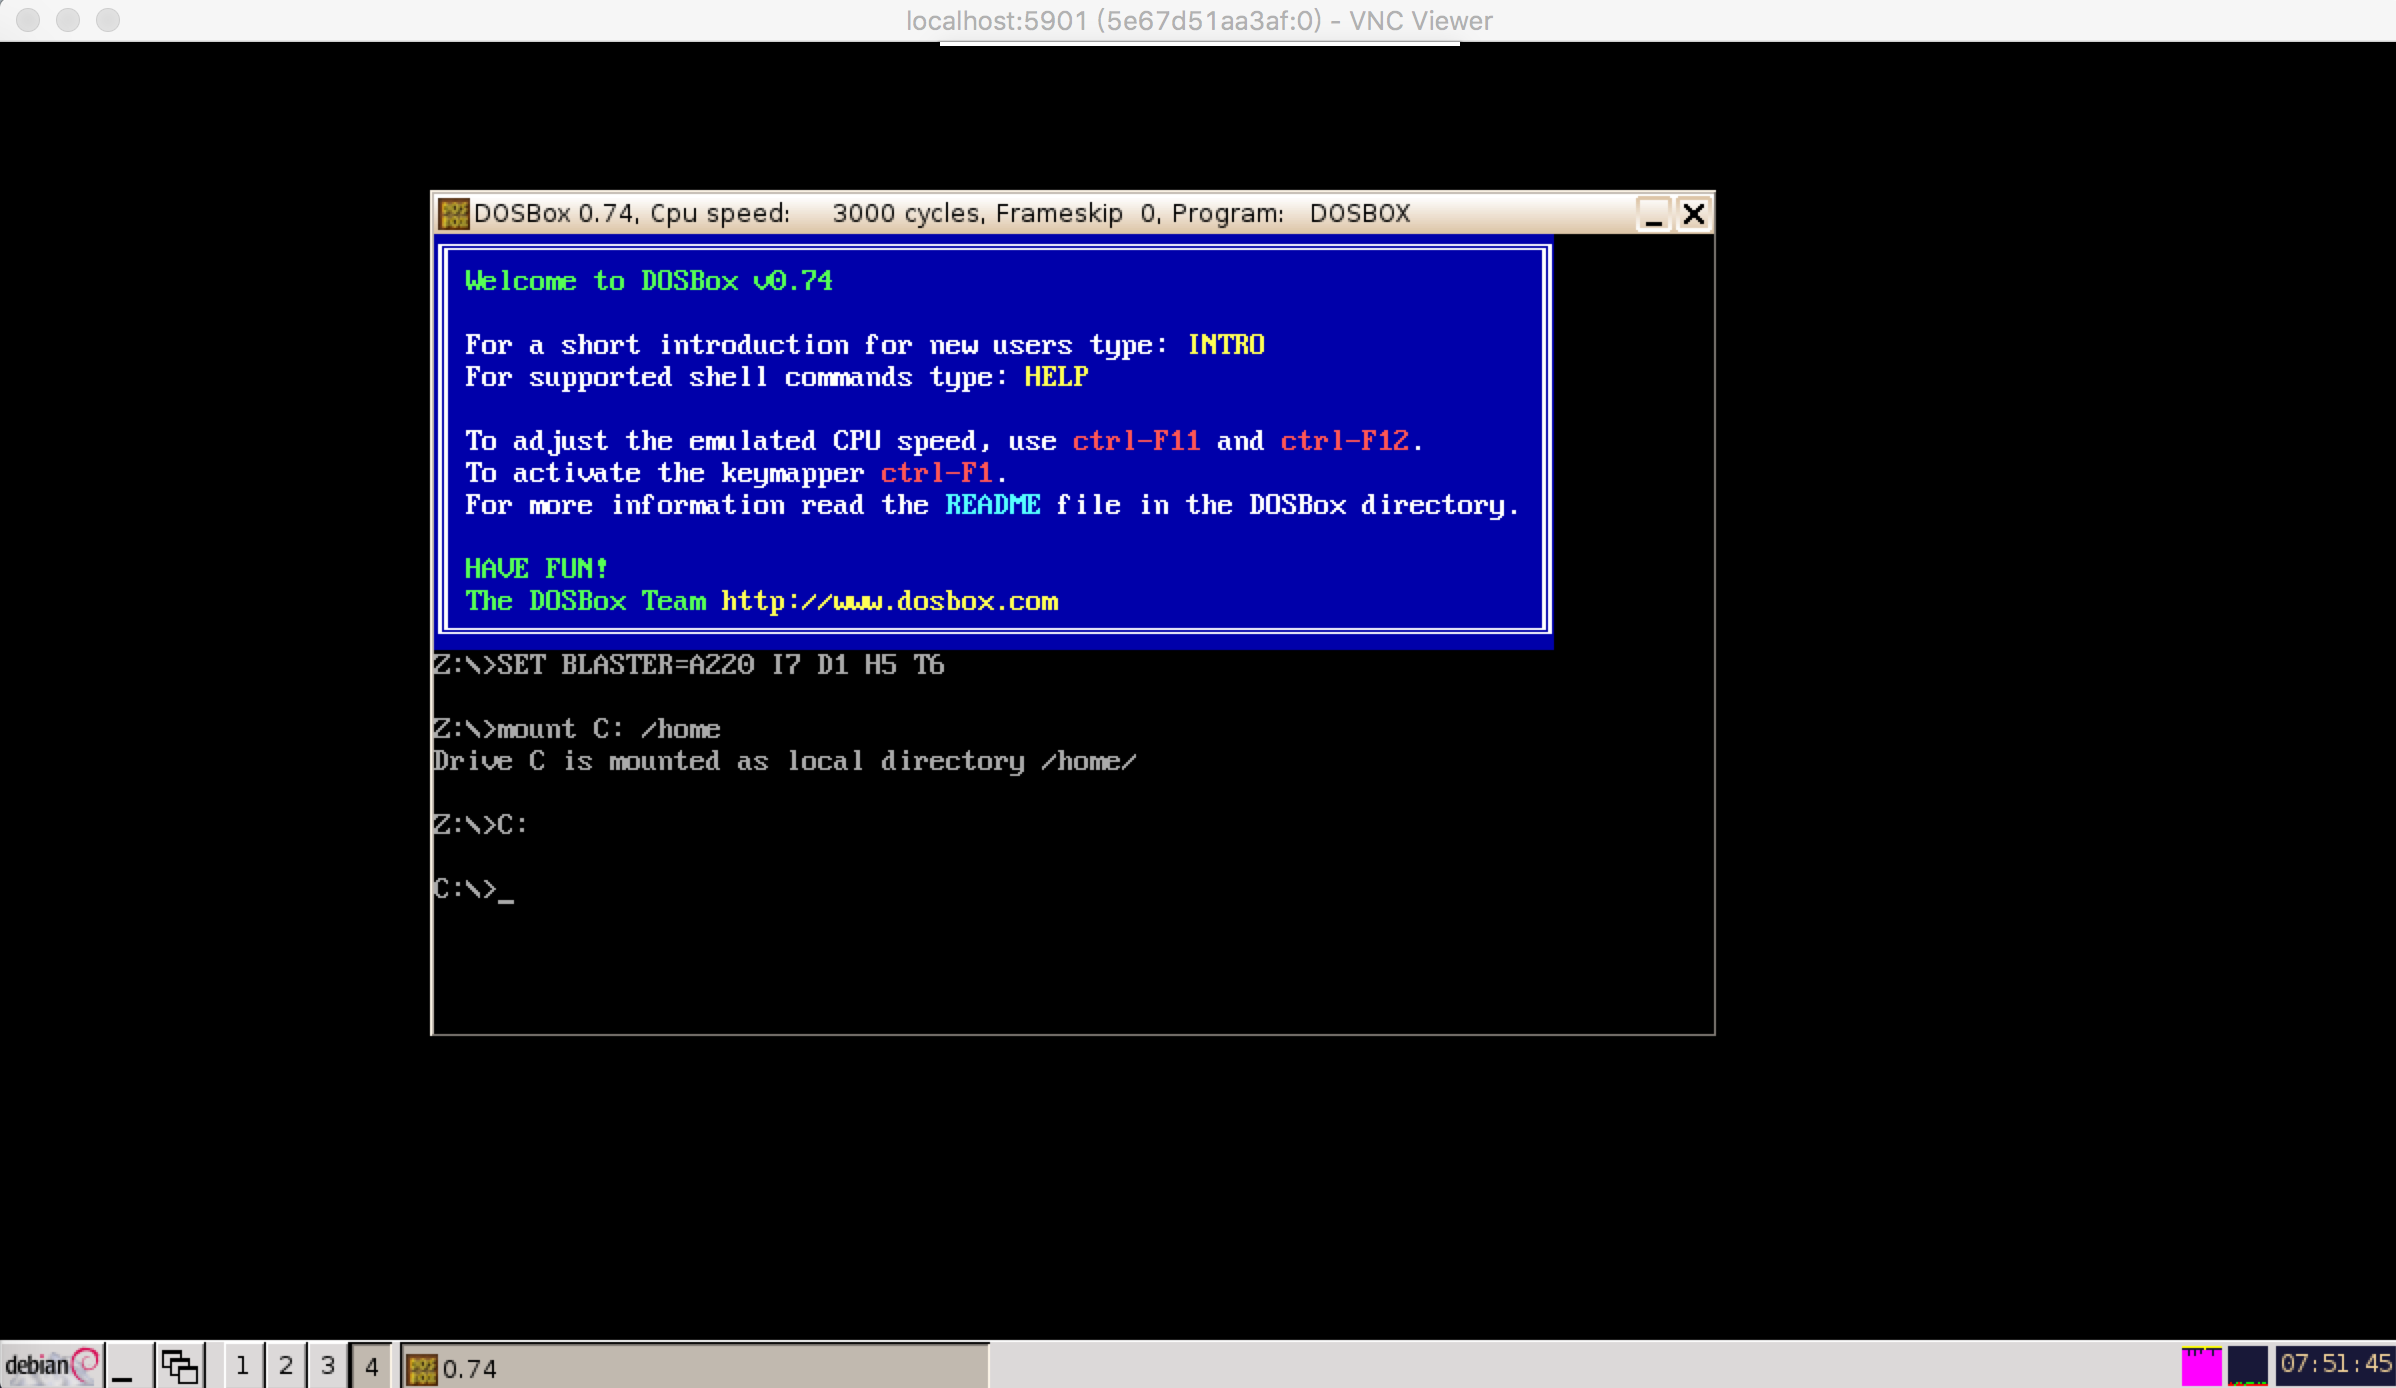 localhost:5901 (5e67d51aa3af:0) - VNC Viewer
DOSBox 0.74, Cpu speed: 3000 cycles, Frameskip 0, Program: DOSBOX
Welcome to DOSBox v0.74
For a short introduction for new users type: INTRO
For supported shell commands type: HELP
To adjust the emulated CPU speed, use ctrl-F11 and ctrl-F12.
To activate the keymapper ctrl-F1.
For more information read the README file in the DOSBox directory.
HAVE FUN!
The DOSBox Team http://www.dosbox.com
Z:\>SET BLASTER=A220 I7 D1 H5 T6
Z:\>mount C: /home
Drive C is mounted as local directory /home/
Z:\>C:
C:\>_
debian 1 2 3 4 0.74 07:51:45